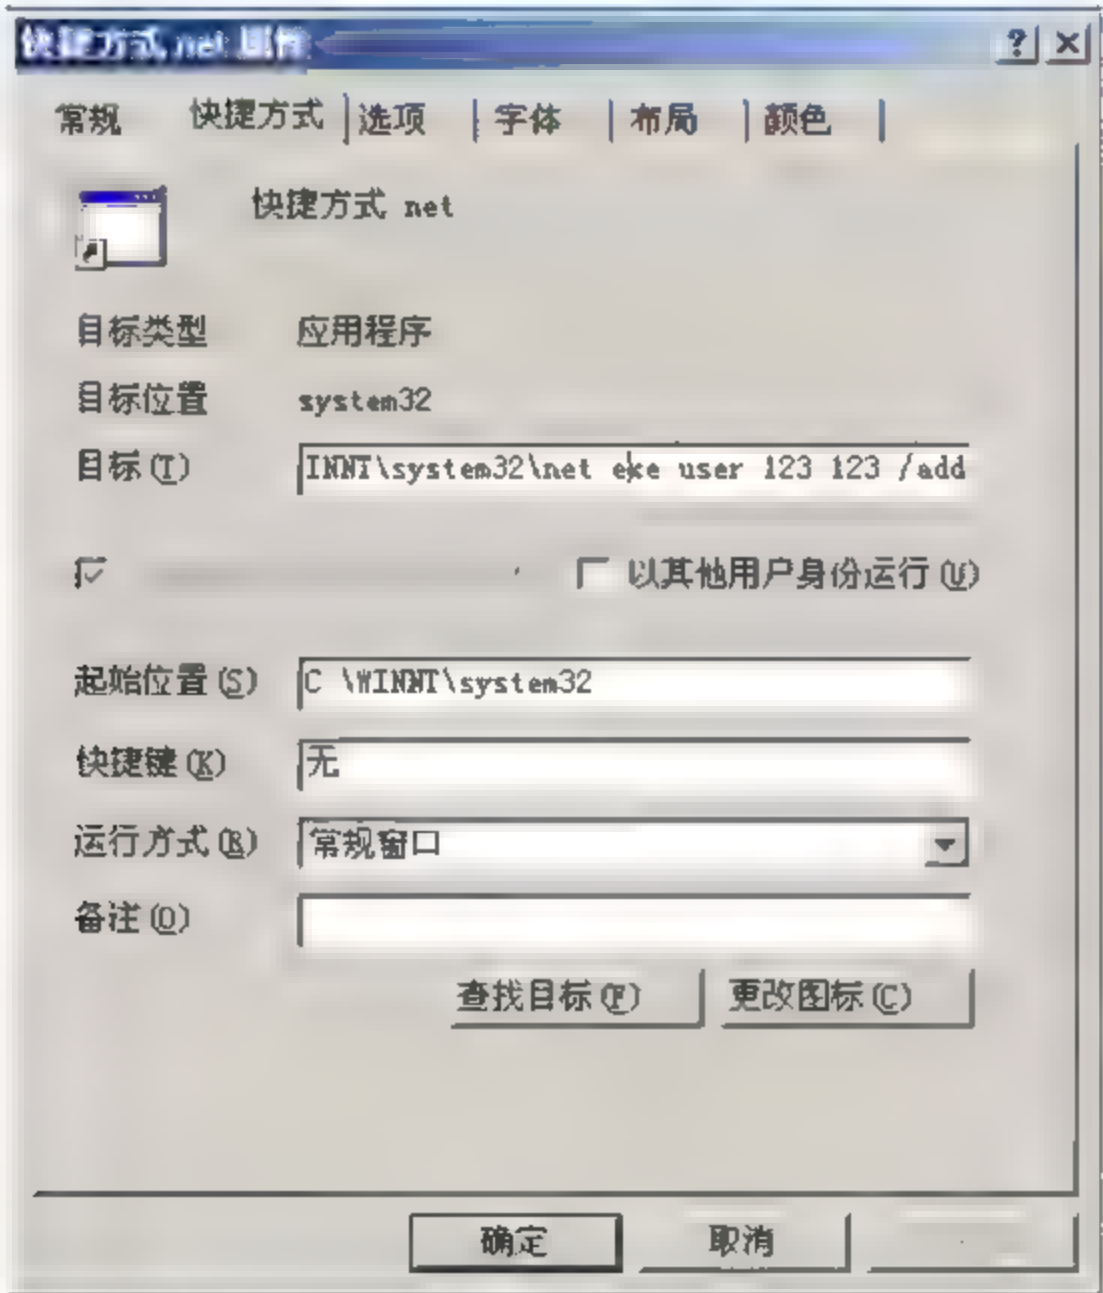 快捷方式 net 属性
常规 快捷方式 选项 字体 布局 颜色
快捷方式 net
目标类型 应用程序
目标位置 system32
目标(T) INNT\system32\net exe user 123 123 /add
以其他用户身份运行(U)
起始位置(S) C \WINNT\system32
快捷键(K) 无
运行方式(R) 常规窗口
备注(O)
查找目标(F) 更改图标(C)
确定 取消